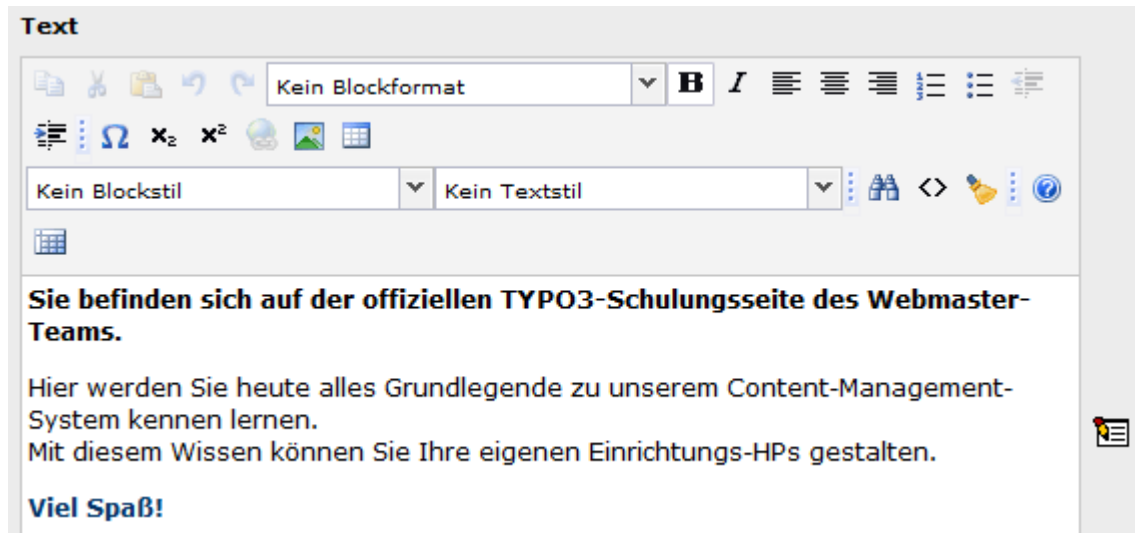 Text
Kein Blockformat
Kein Blockstil Kein Textstil
Sie befinden sich auf der offiziellen TYPO3-Schulungsseite des Webmaster-
Teams.
Hier werden Sie heute alles Grundlegende zu unserem Content-Management-
System kennen lernen.
Mit diesem Wissen können Sie Ihre eigenen Einrichtungs-HPs gestalten.
Viel Spaß!